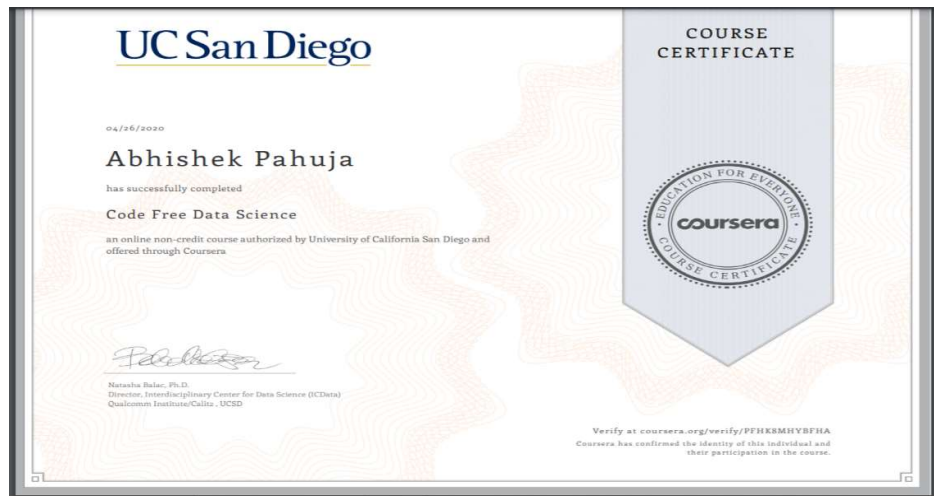 UC San Diego
COURSE
CERTIFICATE
04/26/2020
Abhishek Pahuja
has successfully completed
Code Free Data Science
an online non-credit course authorized by University of California San Diego and
offered through Coursera
EDUCATION FOR EVERYONE
coursera
COURSE CERTIFICATE
Natasha Balac, Ph.D.
Director, Interdisciplinary Center for Data Science (ICData)
Qualcomm Institute/Calit2 , UCSD
Verify at coursera.org/verify/PFHK8MHYBFHA
Coursera has confirmed the identity of this individual and
their participation in the course.